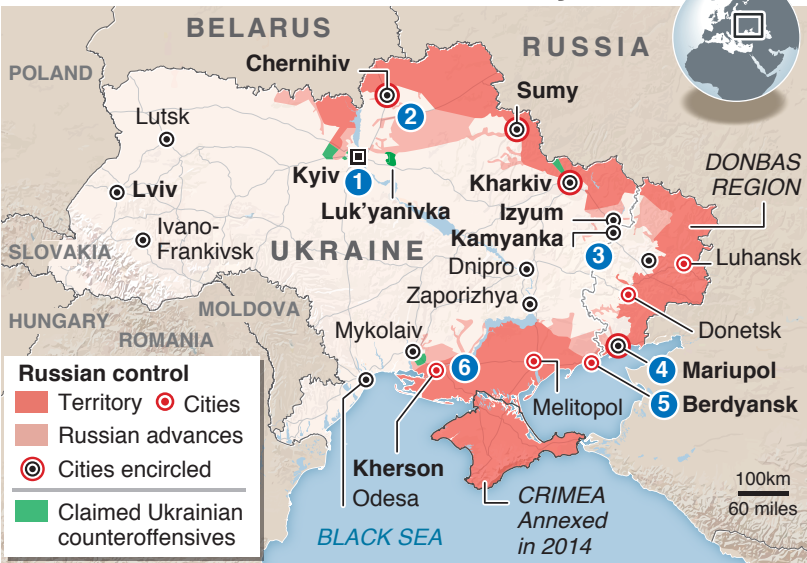 BELARUS
RUSSIA
POLAND
Chernihiv
Sumy
2
Lutsk
DONBAS
REGION
Kyiv
1
Kharkiv
Lviv
Luk'yanivka
Izyum
Ivano-
Frankivsk
Kamyanka
3
SLOVAKIA
UKRAINE
Dnipro
Luhansk
Zaporizhya
HUNGARY
MOLDOVA
ROMANIA
Mykolaiv
Donetsk
6
4 Mariupol
Melitopol
5 Berdyansk
Kherson
Odesa
BLACK SEA
CRIMEA
Annexed
in 2014
100km
60 miles
Russian control
Territory
Cities
Russian advances
Cities encircled
Claimed Ukrainian
counteroffensives